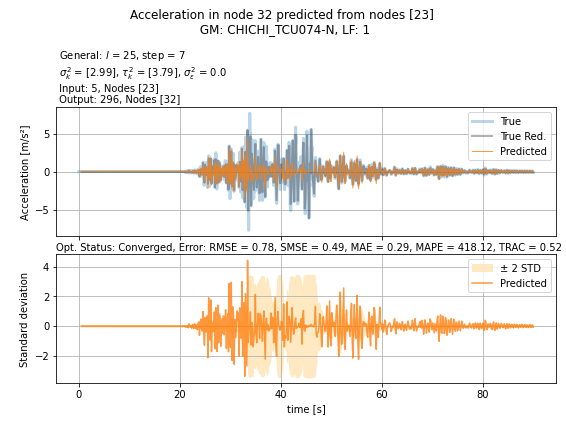 Acceleration in node 32 predicted from nodes [23]
GM: CHICHI_TCU074-N, LF: 1
General: l = 25, step = 7
σ²ₖ = [2.99], τ²ₖ = [3.79], σ²ε = 0.0
Input: 5, Nodes [23]
Output: 296, Nodes [32]
Acceleration [m/s²]
5
0
−5
True
True Red.
Predicted
Opt. Status: Converged, Error: RMSE = 0.78, SMSE = 0.49, MAE = 0.29, MAPE = 418.12, TRAC = 0.52
Standard deviation
4
2
0
−2
± 2 STD
Predicted
0 20 40 60 80
time [s]